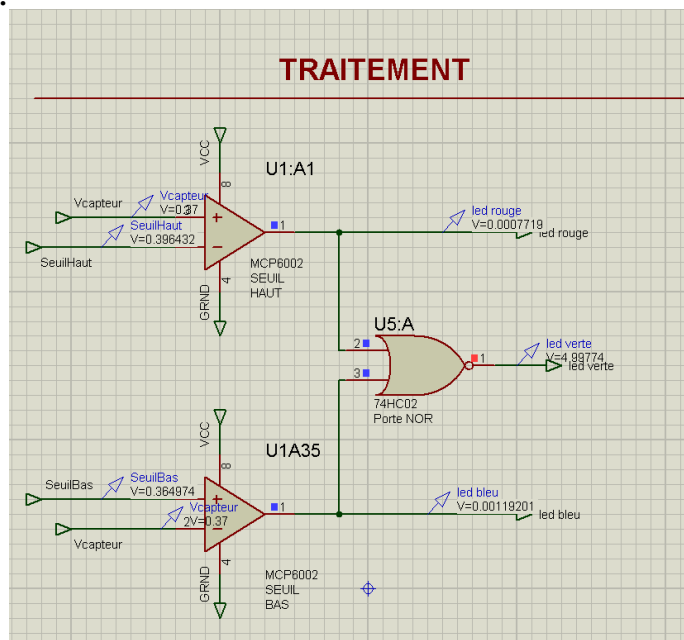 TRAITEMENT
VCC
8
U1:A1
Vcapteur
Vcapteur
V=0.37
3
+
SeuilHaut
V=0.396432
−
1
led rouge
V=0.0007719
led rouge
SeuilHaut
MCP6002
SEUIL
HAUT
4
GRND
U5:A
2
3
1
led verte
V=4.99774
led verte
74HC02
Porte NOR
VCC
8
U1A35
SeuilBas
SeuilBas
V=0.364974
+
Vcapteur
2
V=0.37
−
1
led bleu
V=0.00119201
led bleu
Vcapteur
4
GRND
MCP6002
SEUIL
BAS